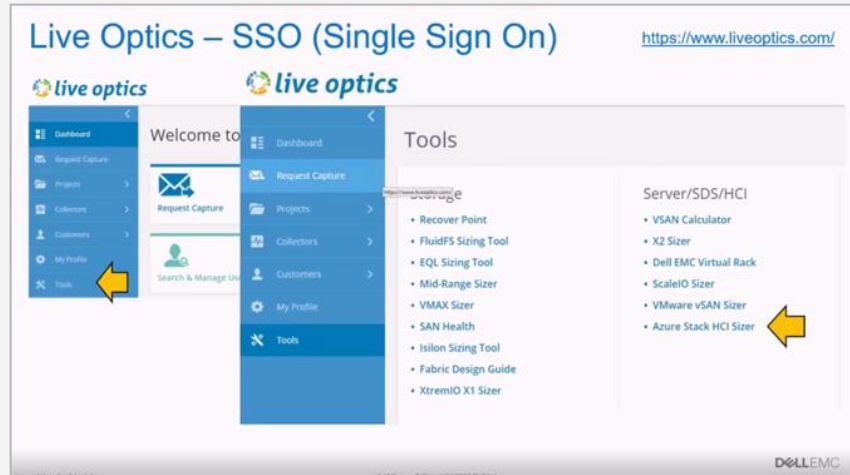 Live Optics – SSO (Single Sign On)
https://www.liveoptics.com/
live optics
Dashboard
Request Capture
Projects
Collectors
Customers
My Profile
Tools
Welcome to
Request Capture
Search & Manage Us
live optics
Dashboard
Request Capture
Projects
Collectors
Customers
My Profile
Tools
Tools
https://www.liveoptics.com/
Storage
• Recover Point
• FluidFS Sizing Tool
• EQL Sizing Tool
• Mid-Range Sizer
• VMAX Sizer
• SAN Health
• Isilon Sizing Tool
• Fabric Design Guide
• XtremIO X1 Sizer
Server/SDS/HCI
• VSAN Calculator
• X2 Sizer
• Dell EMC Virtual Rack
• ScaleIO Sizer
• VMware vSAN Sizer
• Azure Stack HCI Sizer
DELLEMC